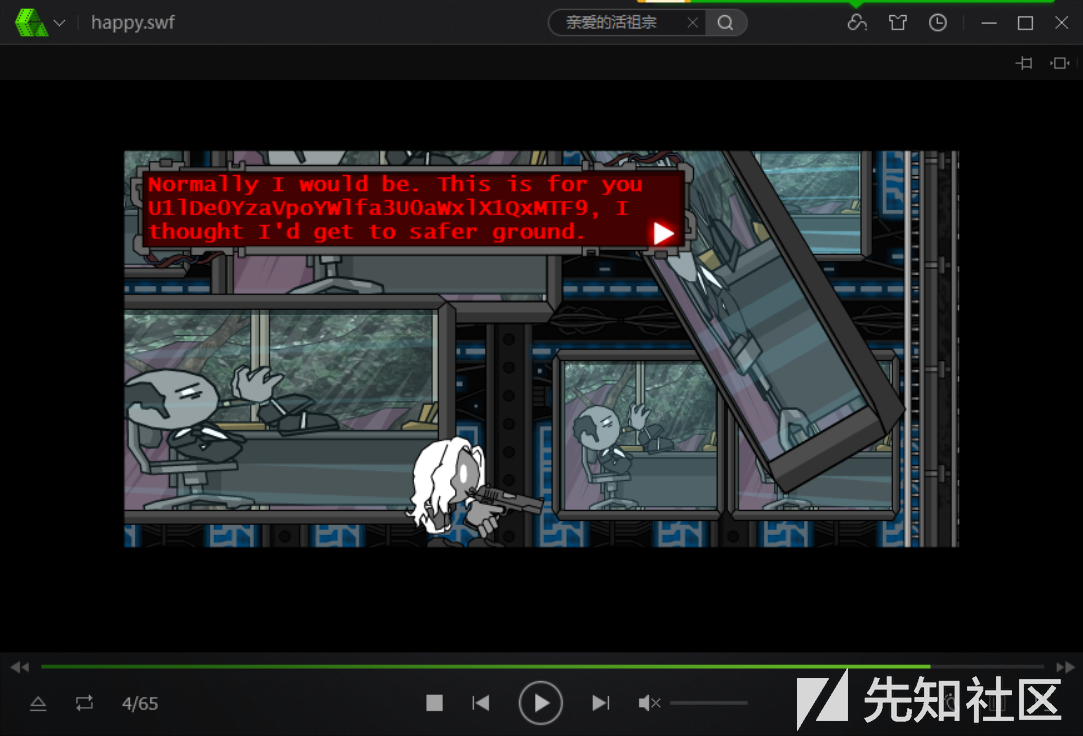 happy.swf
亲爱的活祖宗
Normally I would be. This is for you
U1lDe0YzaVpoYWlfa3U0aWxlX1QxMTF9, I
thought I'd get to safer ground.
4/65
先知社区